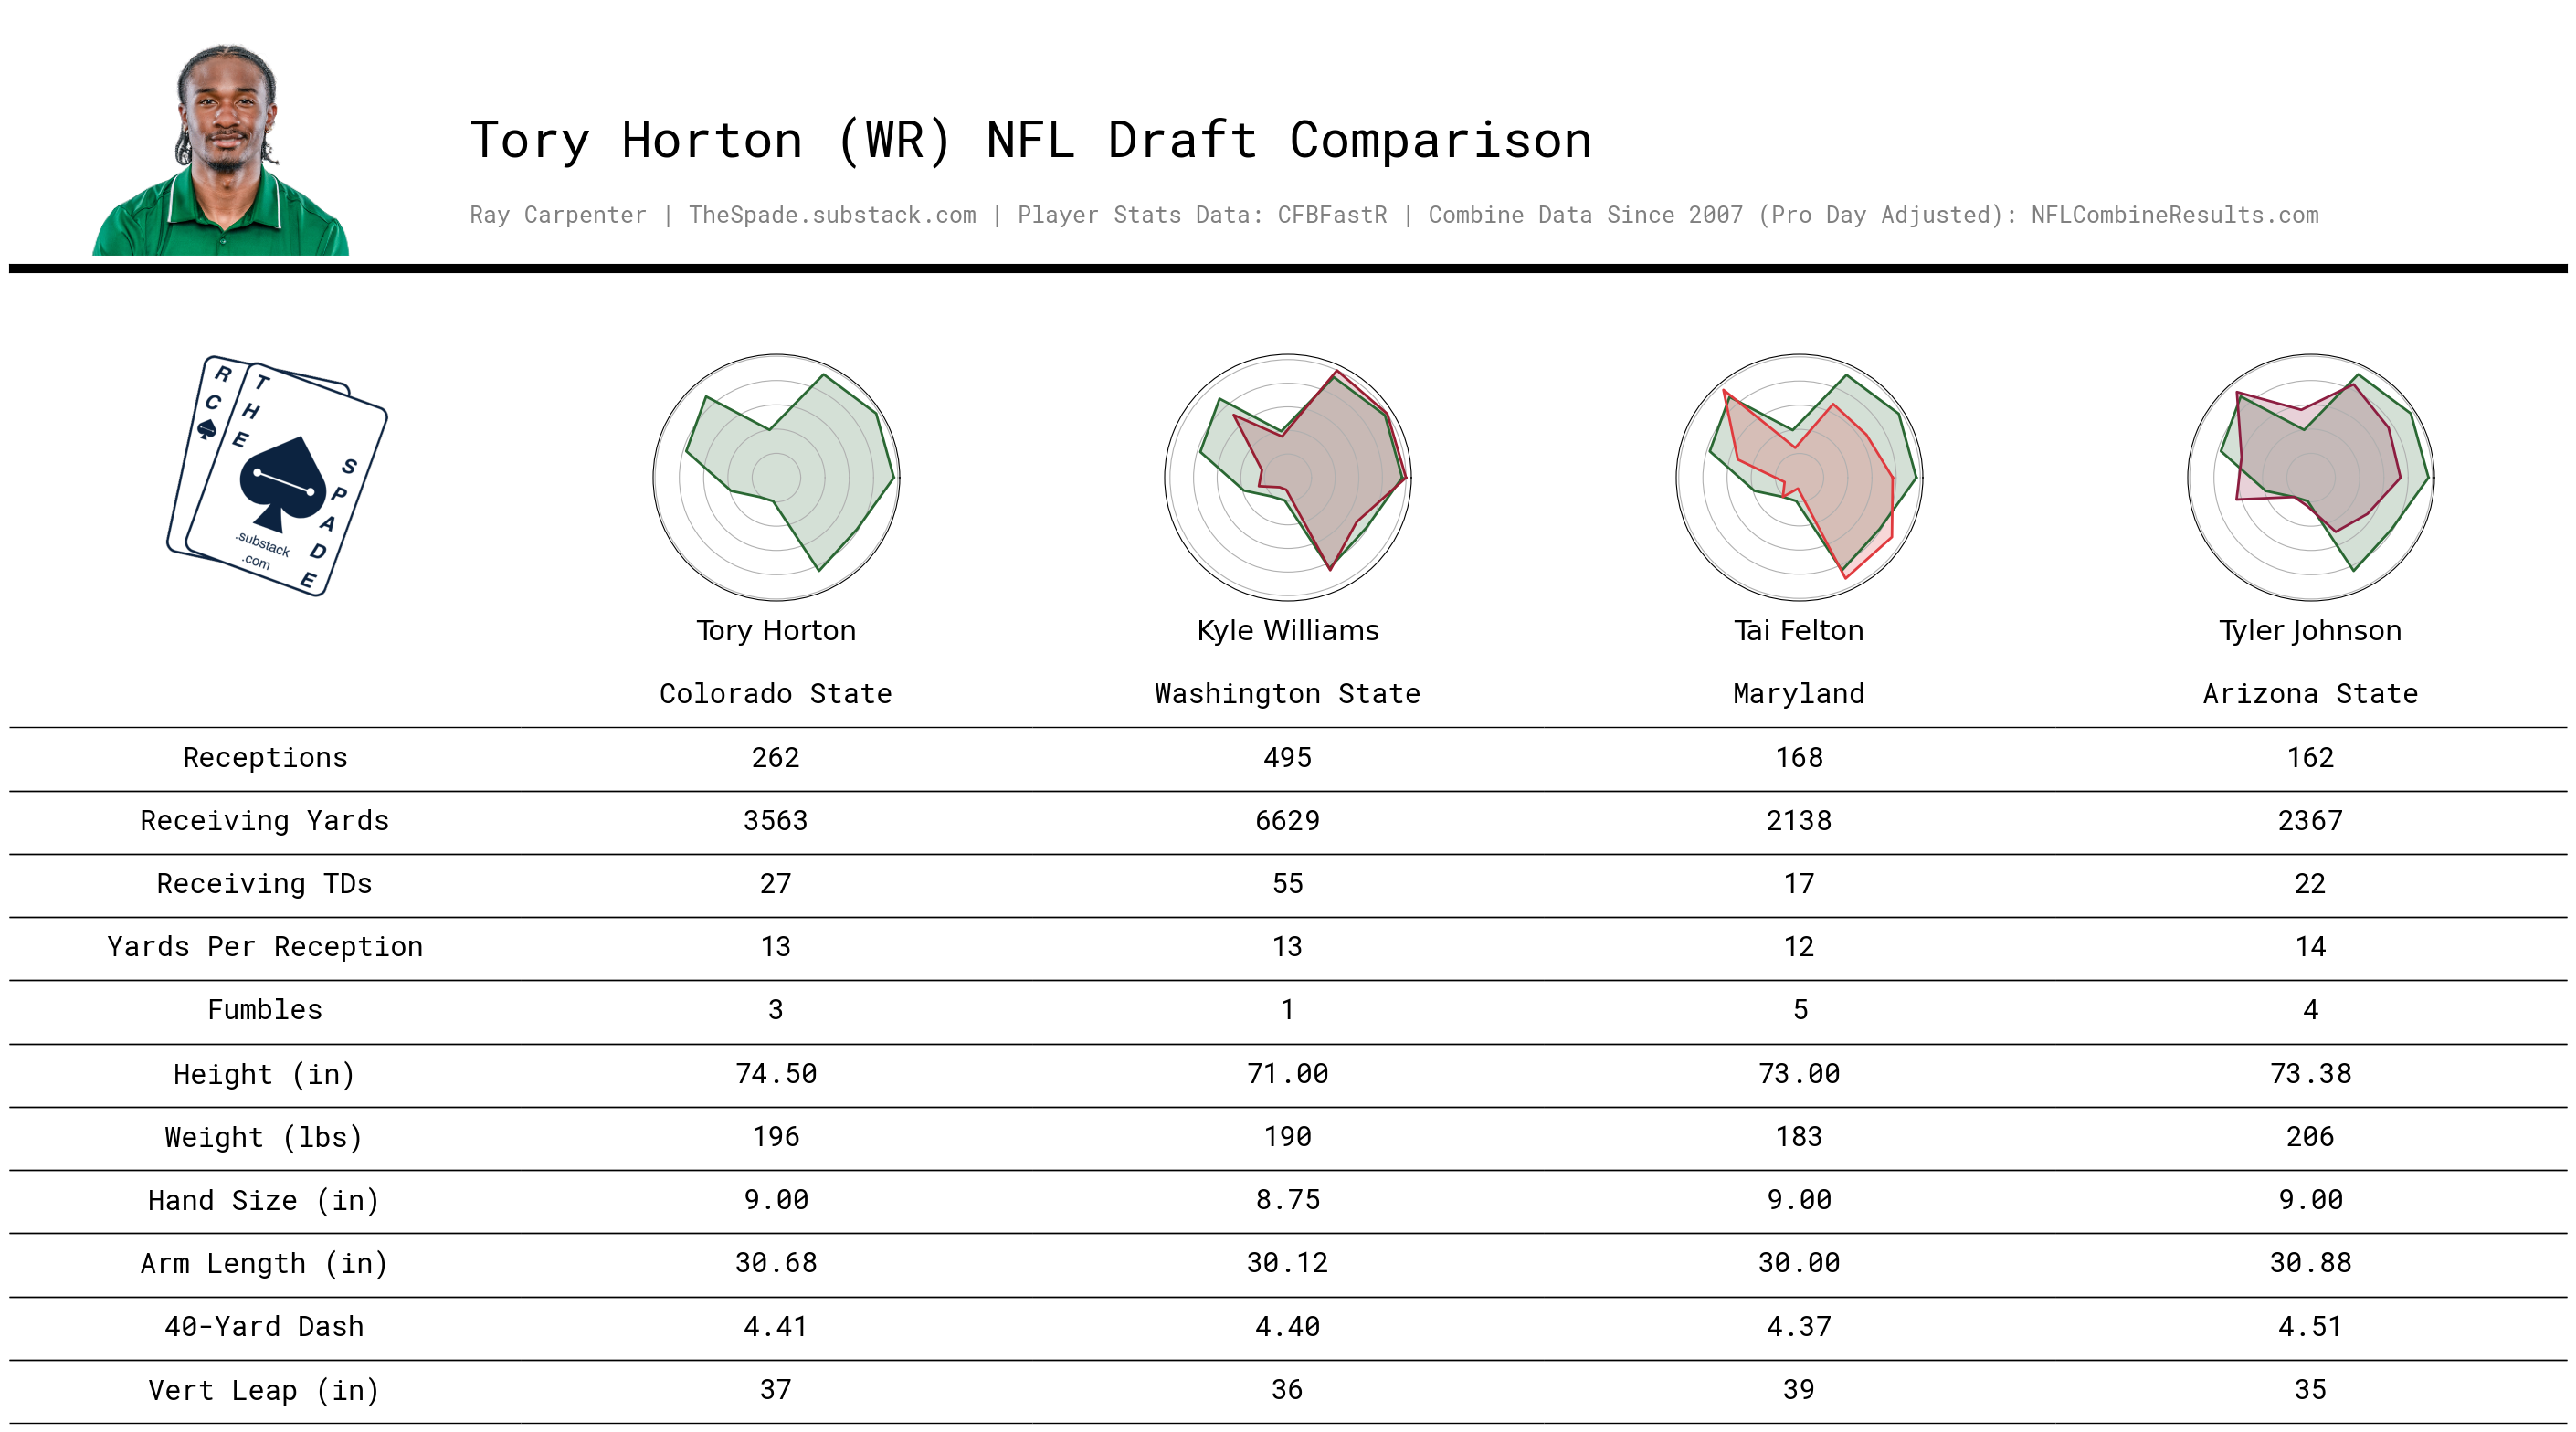 Tory Horton (WR) NFL Draft Comparison
Ray Carpenter | TheSpade.substack.com | Player Stats Data: CFBFastR | Combine Data Since 2007 (Pro Day Adjusted): NFLCombineResults.com
RC
THE
SPADE
.substack
.com
Tory Horton Kyle Williams Tai Felton Tyler Johnson
Colorado State Washington State Maryland Arizona State
Receptions 262 495 168 162
Receiving Yards 3563 6629 2138 2367
Receiving TDs 27 55 17 22
Yards Per Reception 13 13 12 14
Fumbles 3 1 5 4
Height (in) 74.50 71.00 73.00 73.38
Weight (lbs) 196 190 183 206
Hand Size (in) 9.00 8.75 9.00 9.00
Arm Length (in) 30.68 30.12 30.00 30.88
40-Yard Dash 4.41 4.40 4.37 4.51
Vert Leap (in) 37 36 39 35